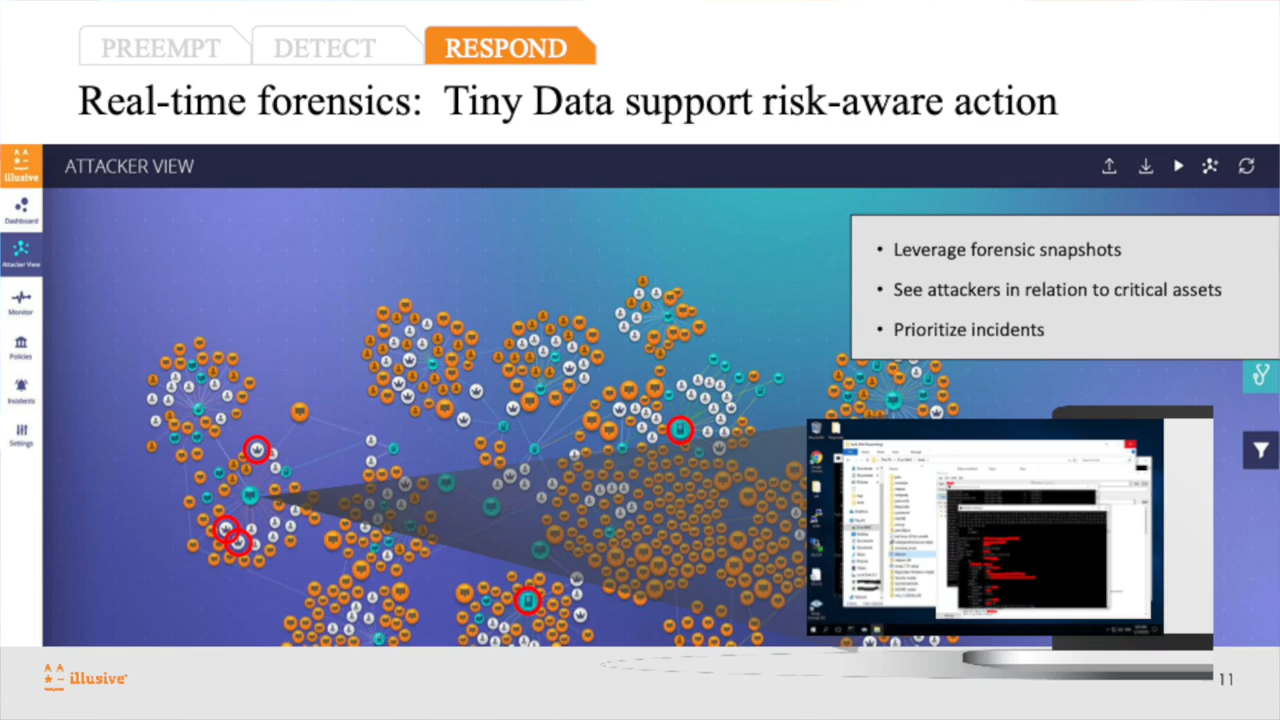 PREEMPT
DETECT
RESPOND
Real-time forensics: Tiny Data support risk-aware action
illusive
ATTACKER VIEW
Dashboard
Attacker View
Monitor
Policies
Incidents
Settings
• Leverage forensic snapshots
• See attackers in relation to critical assets
• Prioritize incidents
illusive
11